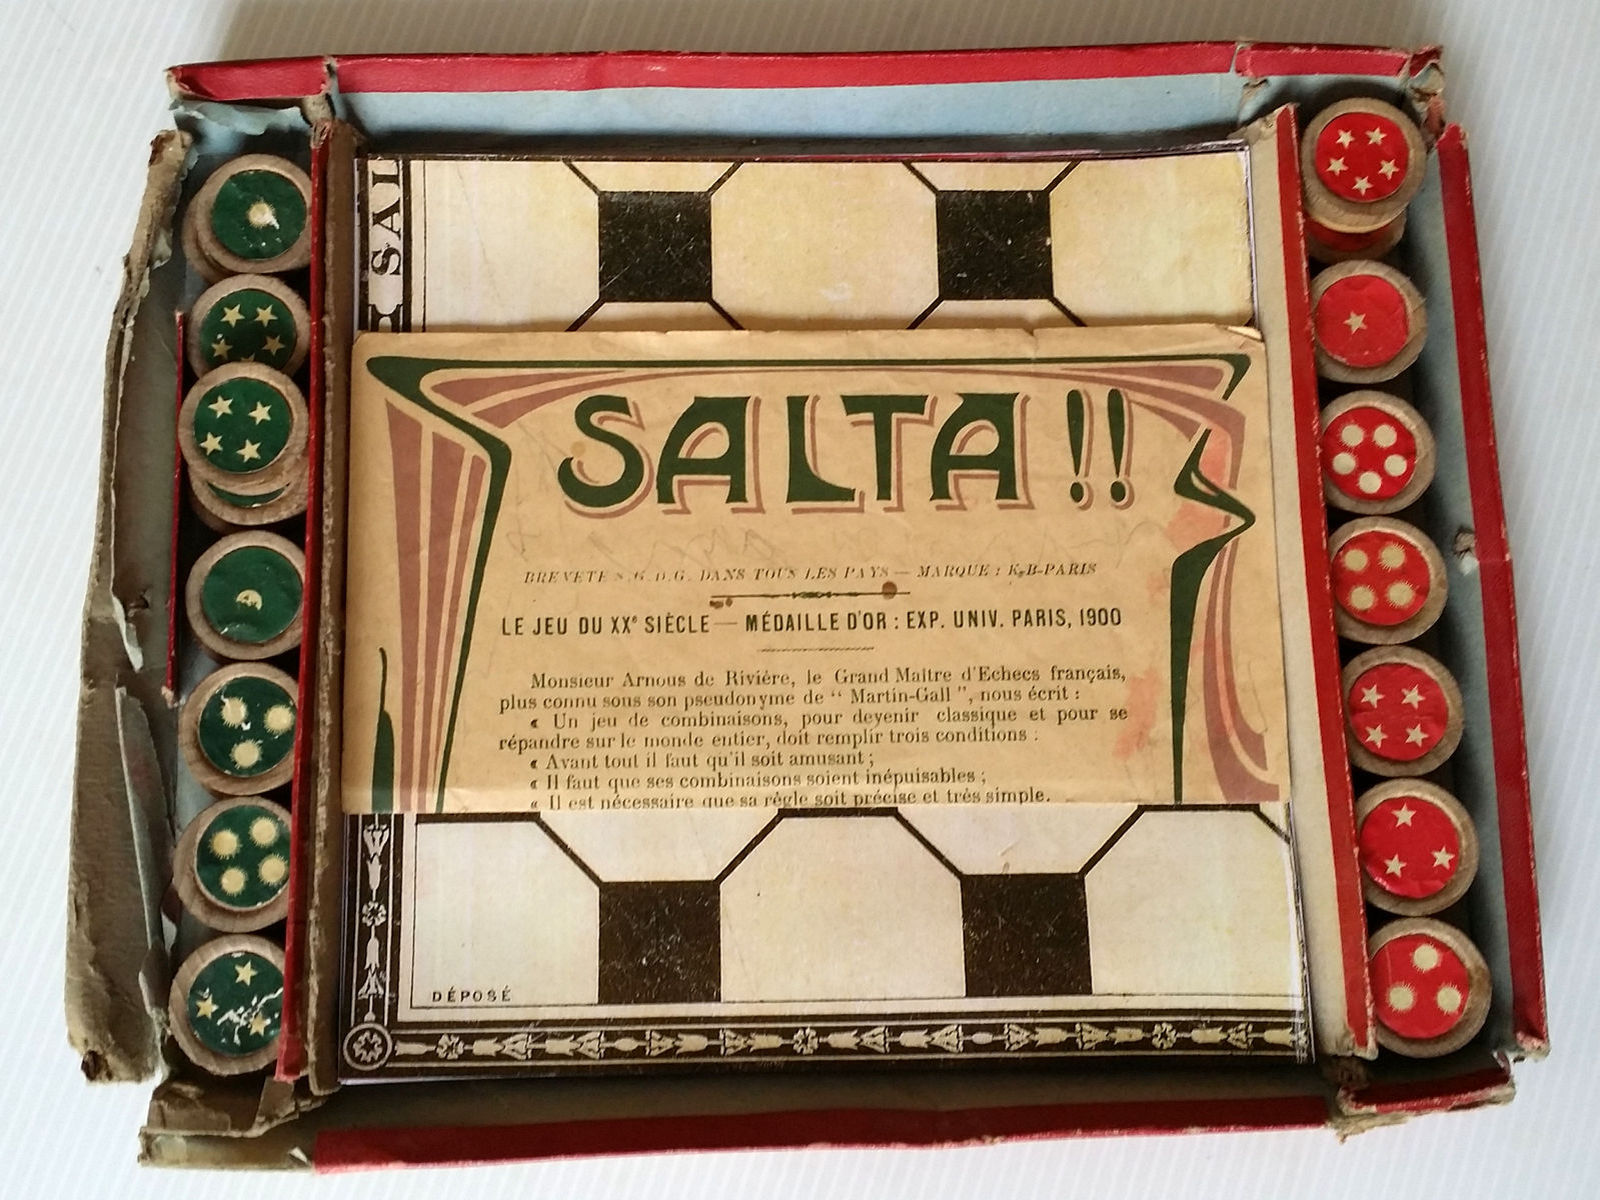 SAL
SALTA !!
BREVETÉ S. G. D. G. DANS TOUS LES PAYS — MARQUE : K&B-PARIS
LE JEU DU XXe SIÈCLE — MÉDAILLE D'OR : EXP. UNIV. PARIS, 1900
Monsieur Arnous de Rivière, le Grand Maître d'Echecs français,
plus connu sous son pseudonyme de “ Martin-Gall ”, nous écrit :
« Un jeu de combinaisons, pour devenir classique et pour se
répandre sur le monde entier, doit remplir trois conditions :
« Avant tout il faut qu'il soit amusant ;
« Il faut que ses combinaisons soient inépuisables ;
« Il est nécessaire que sa règle soit précise et très simple.
DÉPOSÉ